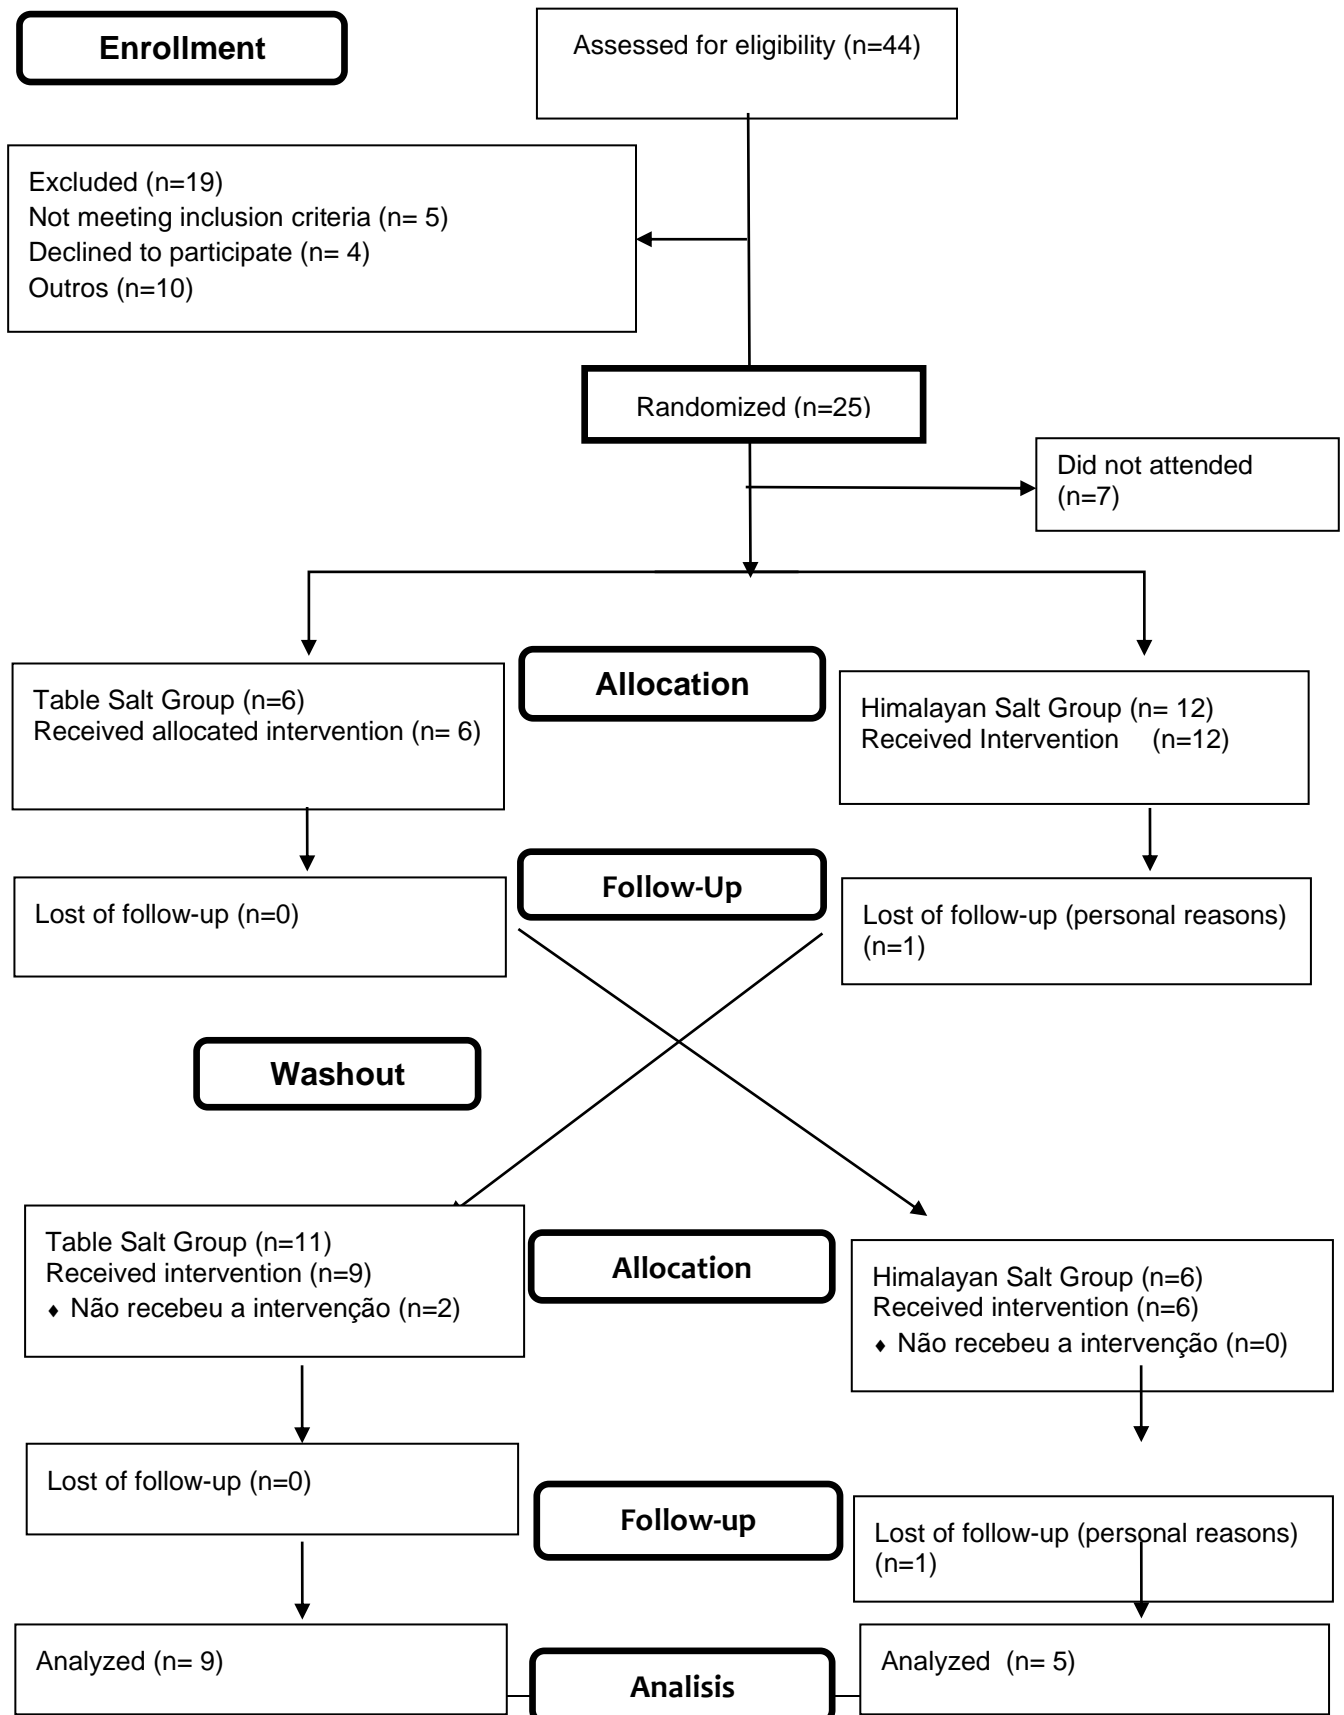 Enrollment
Assessed for eligibility (n=44)
Excluded (n=19)
Not meeting inclusion criteria (n= 5)
Declined to participate (n= 4)
Outros (n=10)
Randomized (n=25)
Did not attended
(n=7)
Allocation
Table Salt Group (n=6)
Received allocated intervention (n= 6)
Himalayan Salt Group (n= 12)
Received Intervention (n=12)
Follow-Up
Lost of follow-up (n=0)
Lost of follow-up (personal reasons)
(n=1)
Washout
Table Salt Group (n=11)
Received intervention (n=9)
♦ Não recebeu a intervenção (n=2)
Allocation
Himalayan Salt Group (n=6)
Received intervention (n=6)
♦ Não recebeu a intervenção (n=0)
Lost of follow-up (n=0)
Follow-up
Lost of follow-up (personal reasons)
(n=1)
Analyzed (n= 9)
Analisis
Analyzed (n= 5)